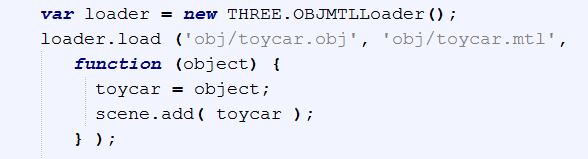 var loader = new THREE.OBJMTLLoader();
loader.load ('obj/toycar.obj', 'obj/toycar.mtl',
function (object) {
toycar = object;
scene.add( toycar );
} );